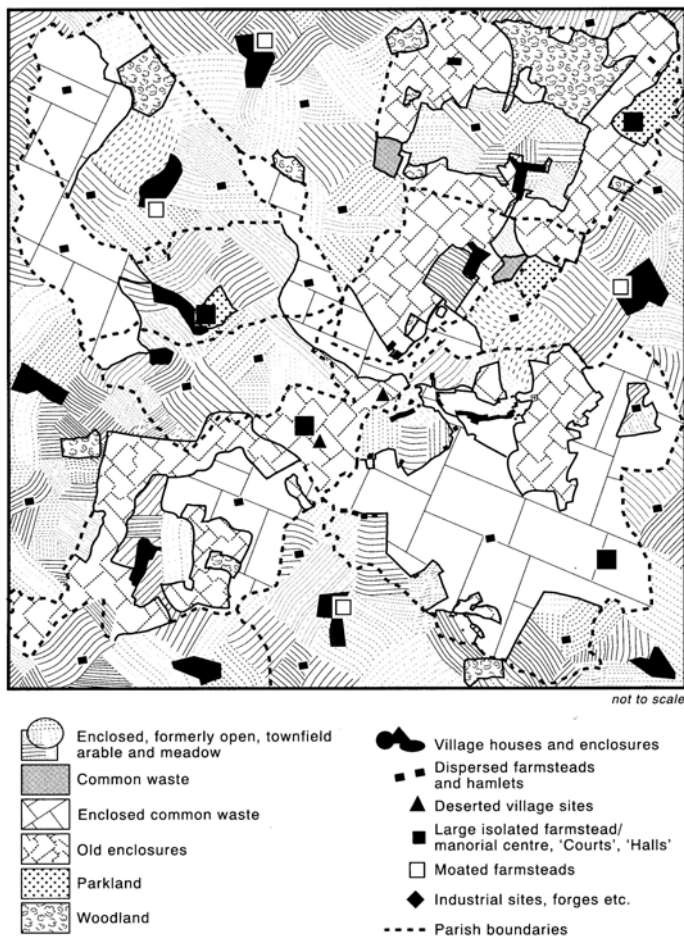 not to scale
Enclosed, formerly open, townfield
arable and meadow
Common waste
Enclosed common waste
Old enclosures
Parkland
Woodland
Village houses and enclosures
Dispersed farmsteads
and hamlets
Deserted village sites
Large isolated farmstead/
manorial centre, 'Courts', 'Halls'
Moated farmsteads
Industrial sites, forges etc.
Parish boundaries